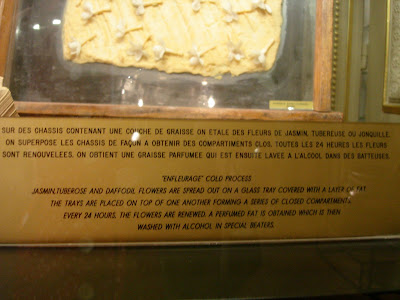 SUR DES CHASSIS CONTENANT UNE COUCHE DE GRAISSE ON ETALE DES FLEURS DE JASMIN, TUBEREUSE OU JONQUILLE,
ON SUPERPOSE LES CHASSIS DE FAÇON A OBTENIR DES COMPARTIMENTS CLOS, TOUTES LES 24 HEURES LES FLEURS
SONT RENOUVELEES. ON OBTIENT UNE GRAISSE PARFUMEE QUI EST ENSUITE LAVEE A L'ALCOOL DANS DES BATTEUSES.
"ENFLEURAGE" COLD PROCESS
JASMIN,TUBEROSE AND DAFFODIL FLOWERS ARE SPREAD OUT ON A GLASS TRAY COVERED WITH A LAYER OF FAT.
THE TRAYS ARE PLACED ON TOP OF ONE ANOTHER FORMING A SERIES OF CLOSED COMPARTMENTS.
EVERY 24 HOURS, THE FLOWERS ARE RENEWED. A PERFUMED FAT IS OBTAINED WHICH IS THEN
WASHED WITH ALCOHOL IN SPECIAL BEATERS.